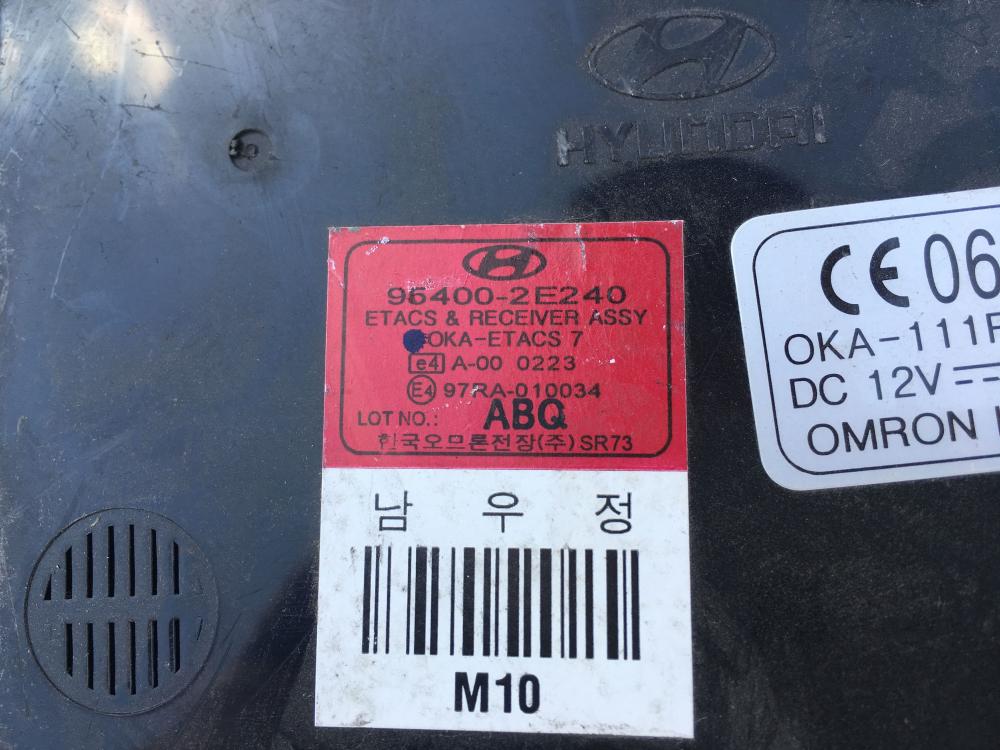 HYUNDAI
95400-2E240
ETACS & RECEIVER ASSY
OKA-ETACS 7
e4 A-00 0223
E4 97RA-010034
LOT NO.: ABQ
한국오므론전장(주) SR73
남 우 정
M10
CE 06
OKA-111
DC 12V
OMRON